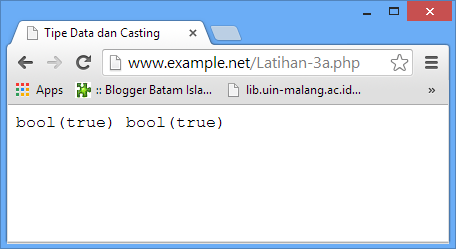 Tipe Data dan Casting
www.example.net/Latihan-3a.php
Apps :: Blogger Batam Isla... lib.uin-malang.ac.id... »
bool(true) bool(true)